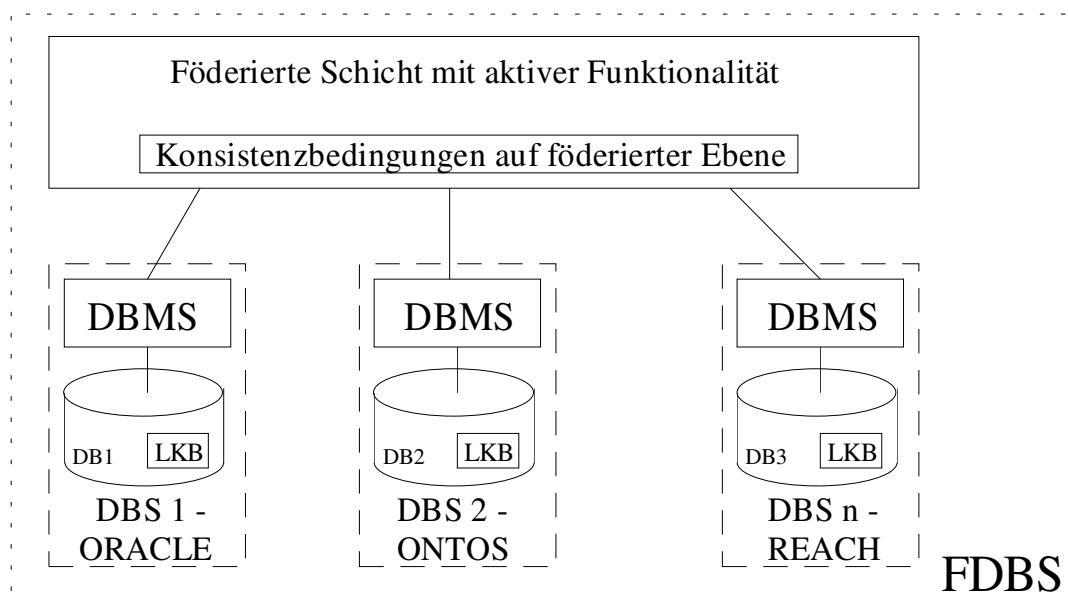 Föderierte Schicht mit aktiver Funktionalität
Konsistenzbedingungen auf föderierter Ebene
DBMS
DBMS
DBMS
DB1
LKB
DB2
LKB
DB3
LKB
DBS 1 -
ORACLE
DBS 2 -
ONTOS
DBS n -
REACH
FDBS